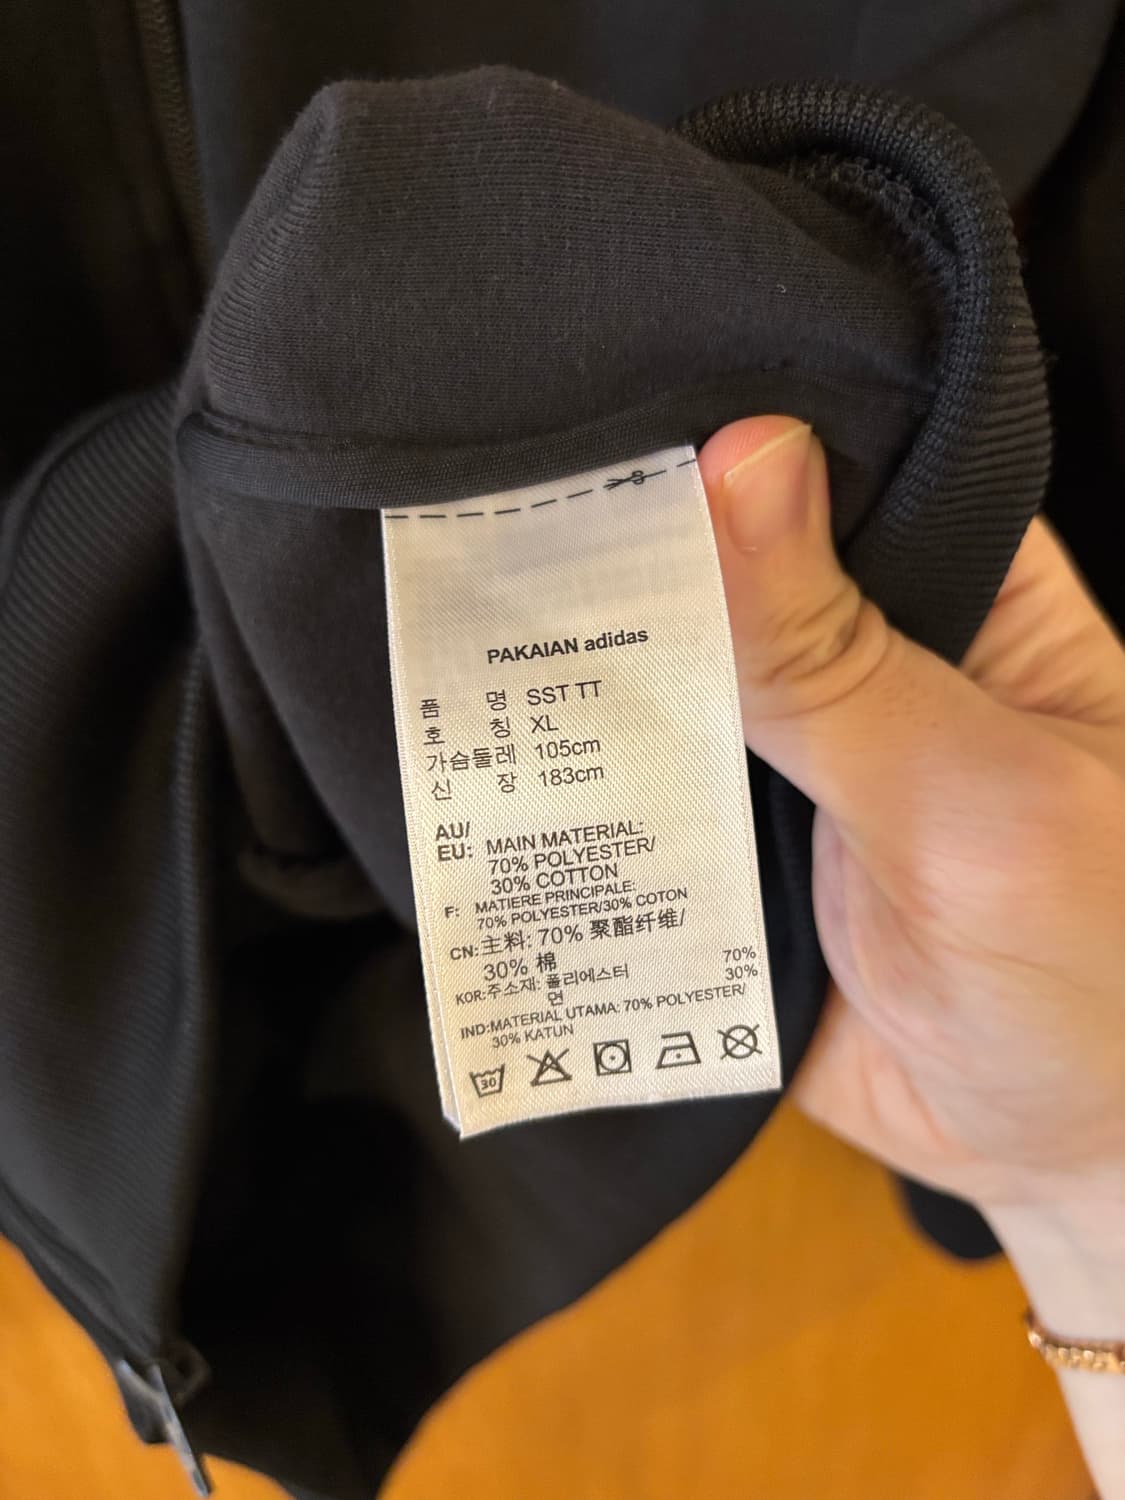 PAKAIAN adidas
품 명 SST TT
호 칭 XL
가슴둘레 105cm
신 장 183cm
AU/
EU: MAIN MATERIAL:
70% POLYESTER/
30% COTTON
F: MATIERE PRINCIPALE:
70% POLYESTER/30% COTON
CN:主料: 70% 聚酯纤维/
30% 棉
KOR:주소재: 폴리에스터 70%
면 30%
IND:MATERIAL UTAMA: 70% POLYESTER/
30% KATUN
30